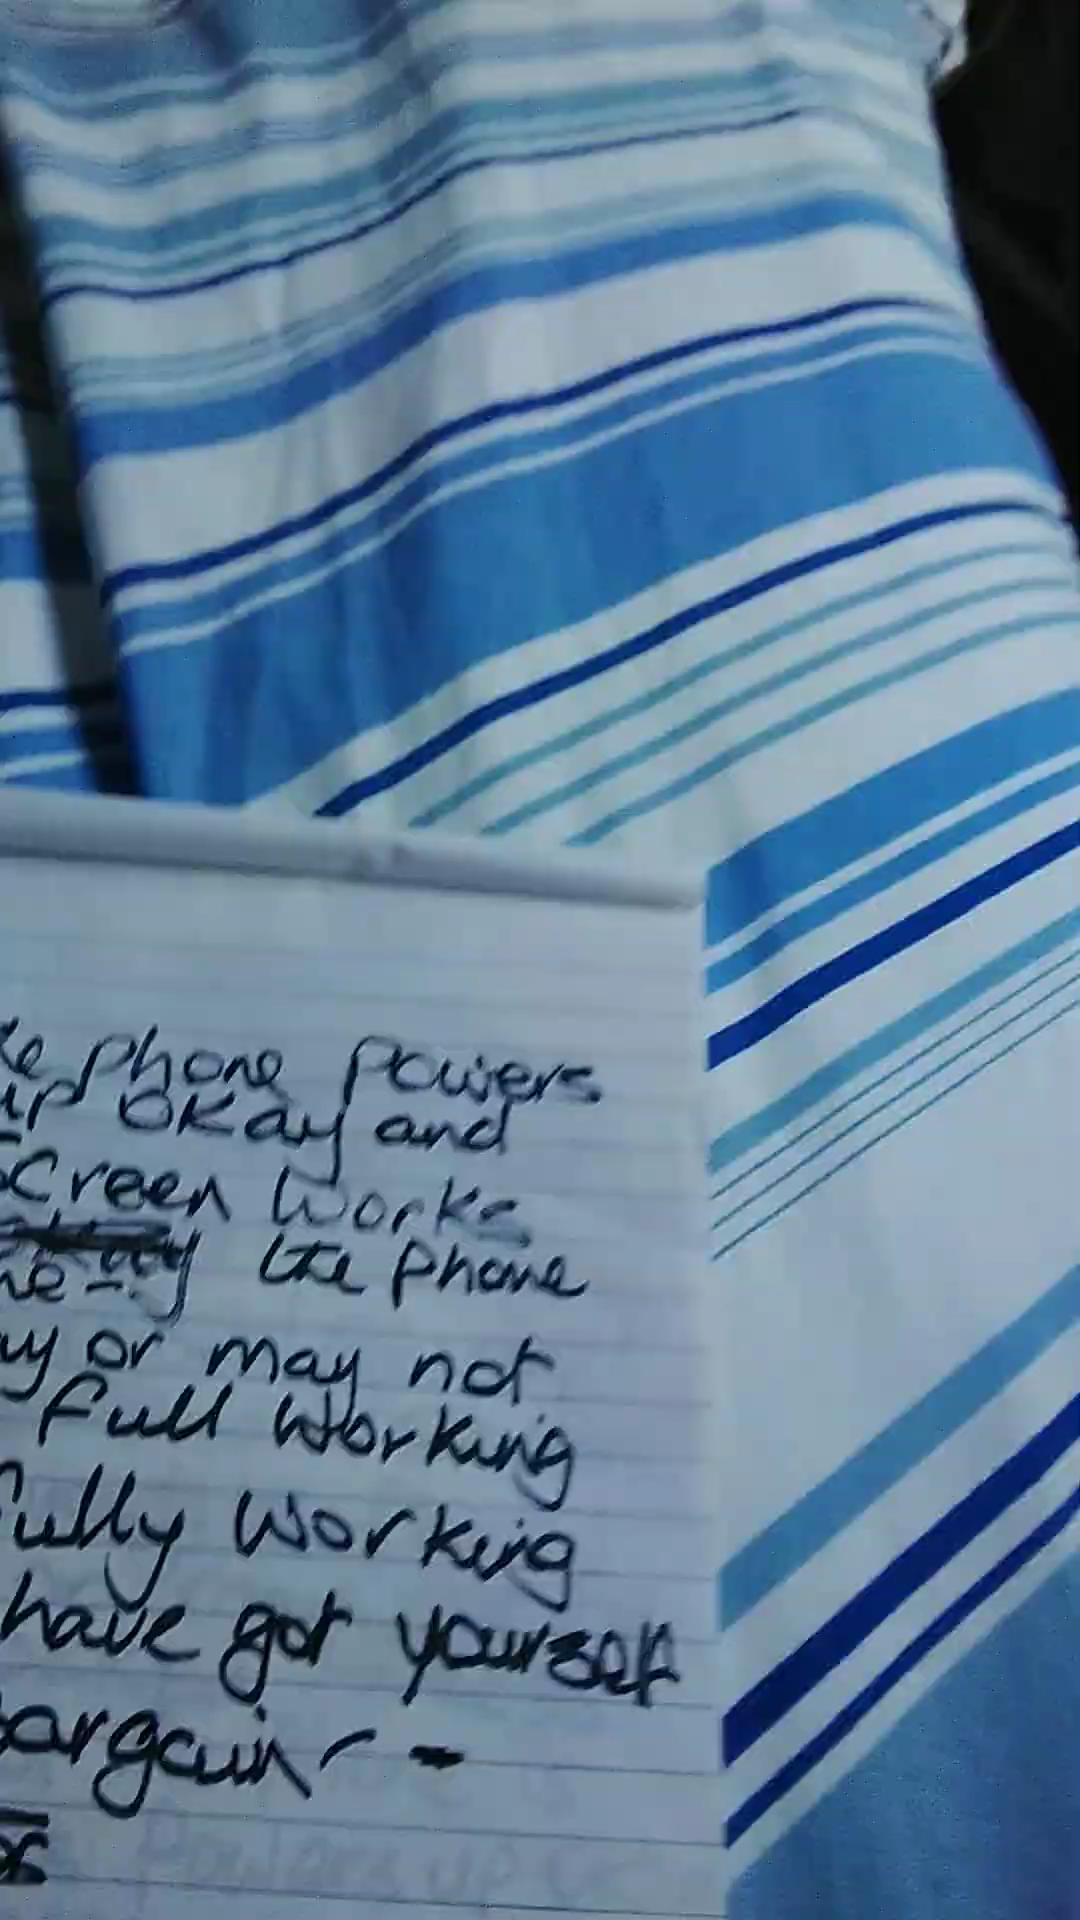 phone powers
up okay and
screen works
the phone
or may not
full working
fully working
have got yourself
bargain -